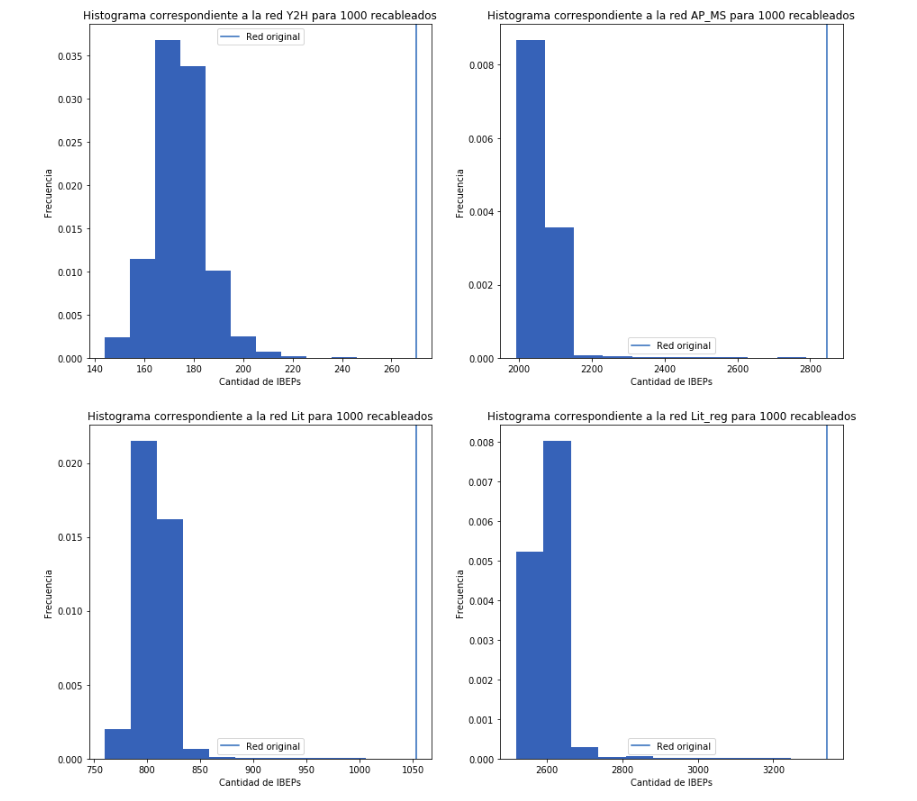 Histograma correspondiente a la red Y2H para 1000 recableados
Red original
0.035
0.030
0.025
0.020
0.015
0.010
0.005
0.000
Frecuencia
140 160 180 200 220 240 260
Cantidad de IBEPs
Histograma correspondiente a la red AP_MS para 1000 recableados
0.008
0.006
0.004
0.002
0.000
Frecuencia
Red original
2000 2200 2400 2600 2800
Cantidad de IBEPs
Histograma correspondiente a la red Lit para 1000 recableados
0.020
0.015
0.010
0.005
0.000
Frecuencia
Red original
750 800 850 900 950 1000 1050
Cantidad de IBEPs
Histograma correspondiente a la red Lit_reg para 1000 recableados
0.008
0.007
0.006
0.005
0.004
0.003
0.002
0.001
0.000
Frecuencia
Red original
2600 2800 3000 3200
Cantidad de IBEPs